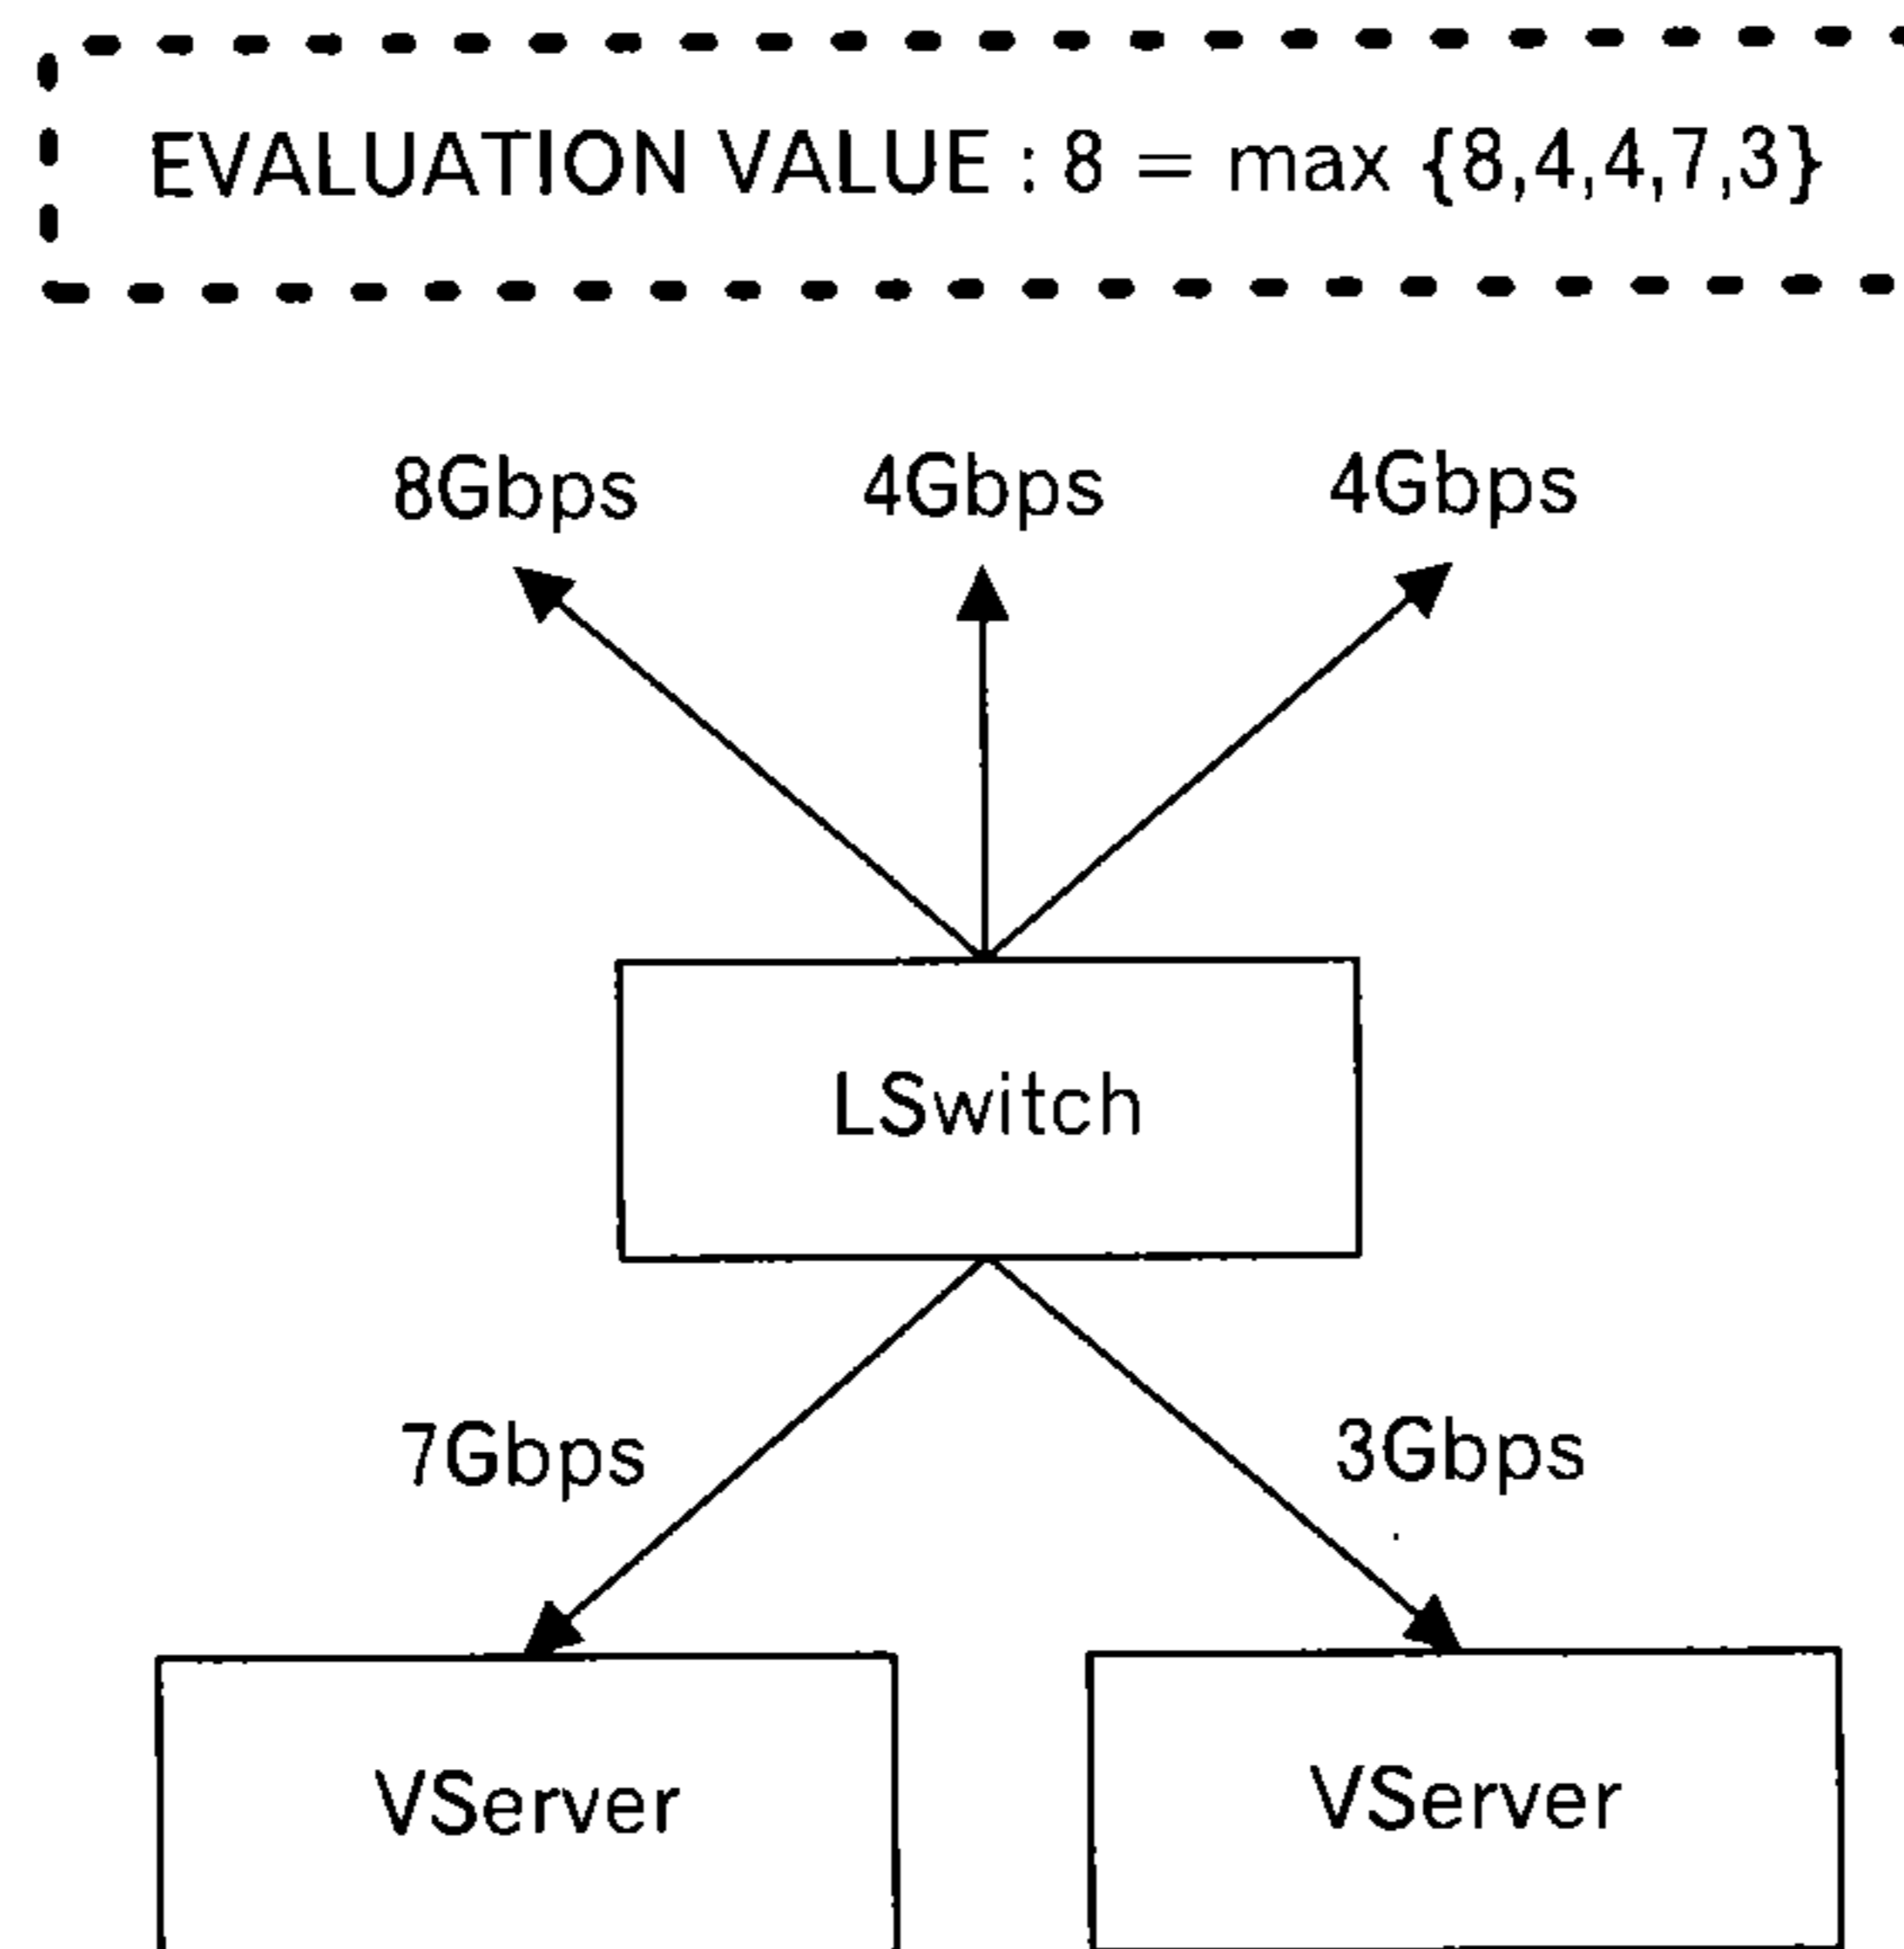 EVALUATION VALUE : 8 = max {8,4,4,7,3}
8Gbps 4Gbps 4Gbps
LSwitch
7Gbps 3Gbps
VServer VServer